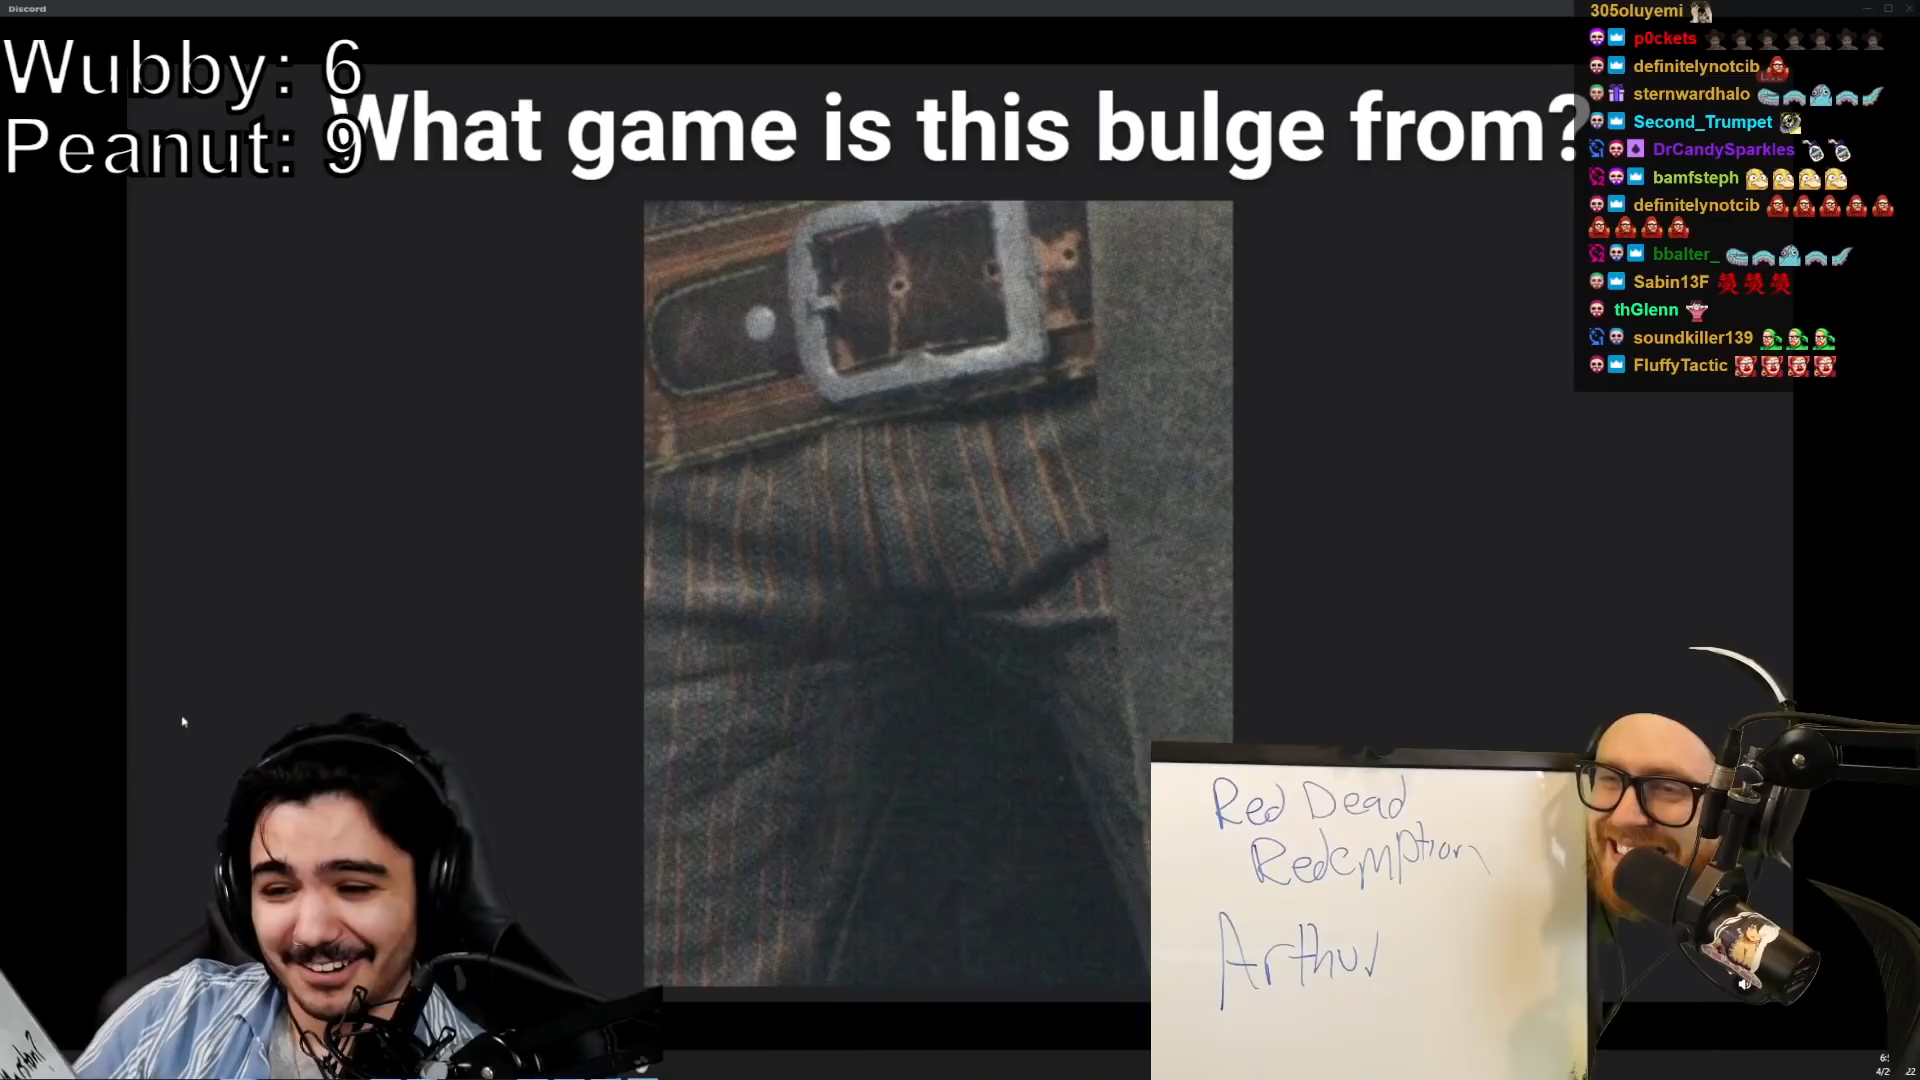 Discord
Wubby: 6
Peanut: 9
What game is this bulge from?
305oluyemi
p0ckets
definitelynotcib
sternwardhalo
Second_Trumpet
DrCandySparkles
bamfsteph
definitelynotcib
bbalter_
Sabin13F
thGlenn
soundkiller139
FluffyTactic
Red Dead
Redemption
Arthur